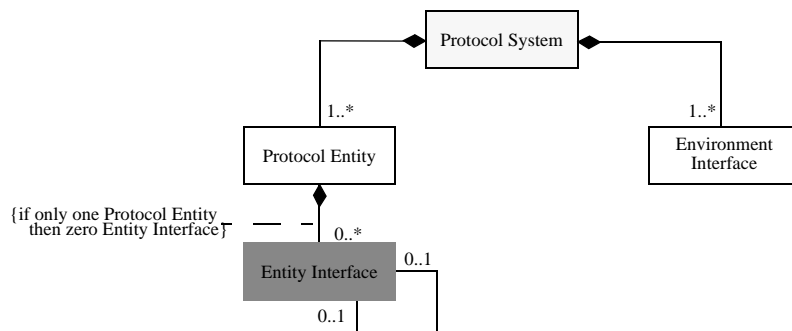 Protocol System
1..*
1..*
Protocol Entity
Environment
Interface
{if only one Protocol Entity
then zero Entity Interface}
0..*
Entity Interface
0..1
0..1